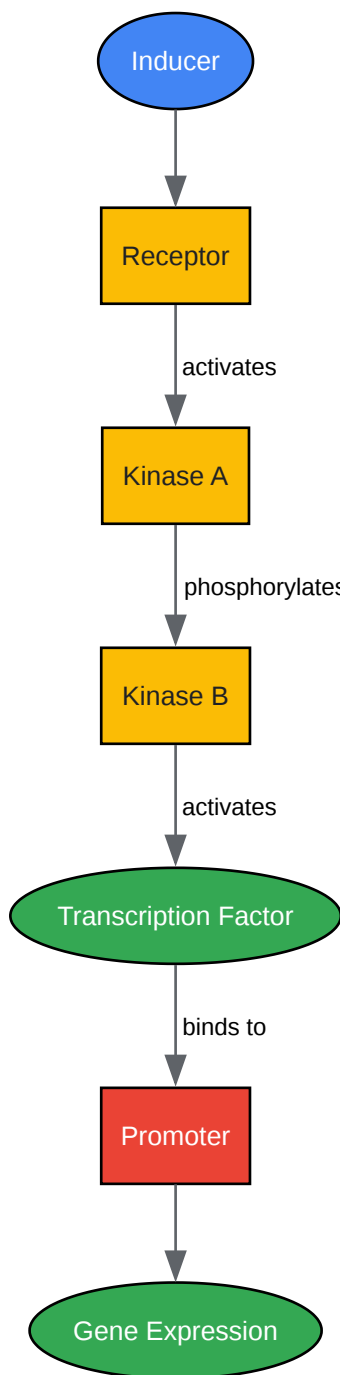 Inducer
Receptor
activates
Kinase A
phosphorylates
Kinase B
activates
Transcription Factor
binds to
Promoter
Gene Expression